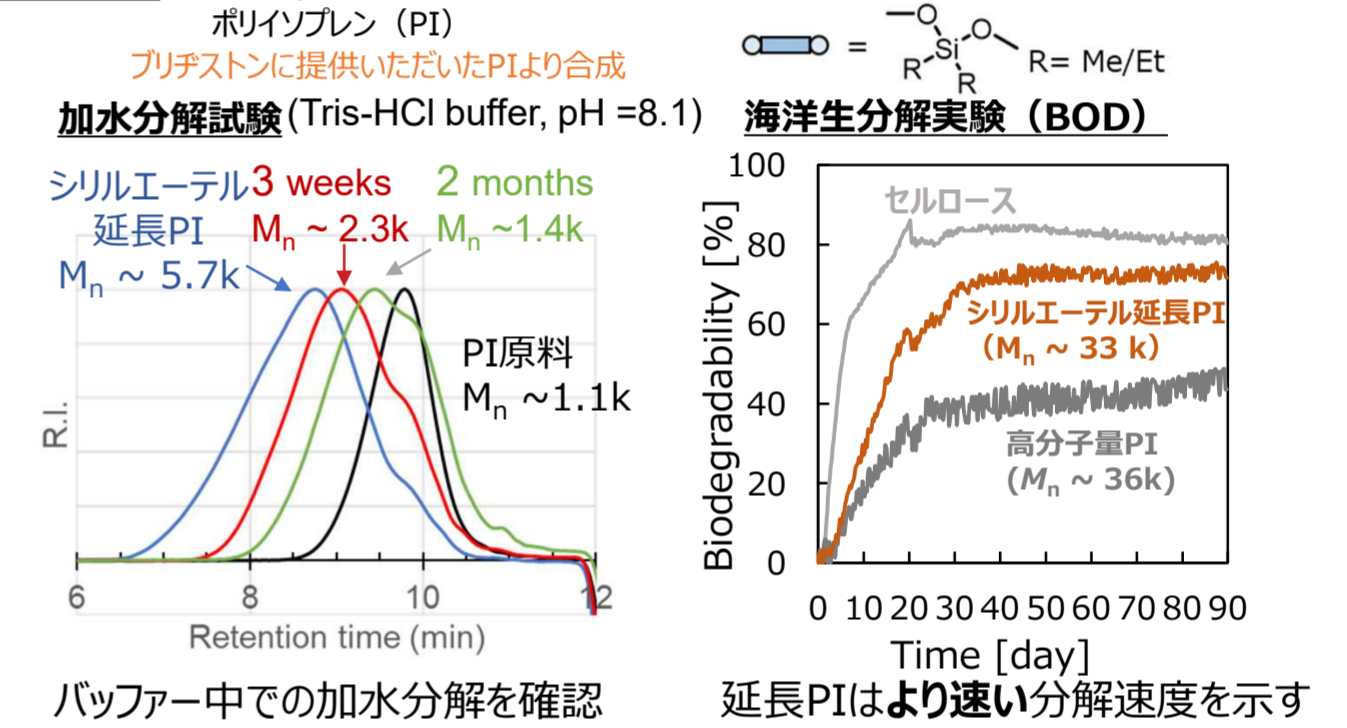 ポリイソプレン（PI）
ブリヂストンに提供いただいたPIより合成
加水分解試験(Tris-HCl buffer, pH =8.1)
シリルエーテル
延長PI
Mn ~ 5.7k
3 weeks
Mn ~ 2.3k
2 months
Mn ~1.4k
PI原料
Mn ~1.1k
R.I.
6 8 10 12
Retention time (min)
バッファー中での加水分解を確認
= O Si O R R R= Me/Et
海洋生分解実験（BOD）
Biodegradability [%]
100
80
60
40
20
0
セルロース
シリルエーテル延長PI
（Mn ~ 33 k）
高分子量PI
(Mn ~ 36k)
0 10 20 30 40 50 60 70 80 90
Time [day]
延長PIはより速い分解速度を示す